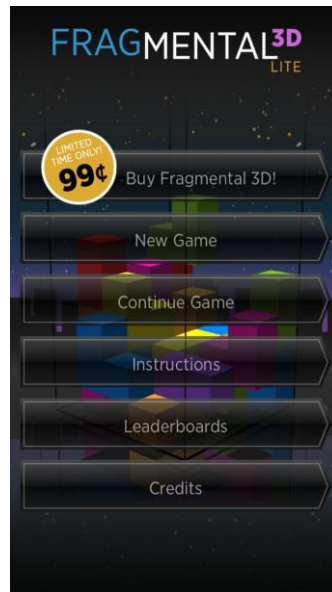 FRAGMENTAL3D
LITE
LIMITED
TIME ONLY!
99¢
Buy Fragmental 3D!
New Game
Continue Game
Instructions
Leaderboards
Credits